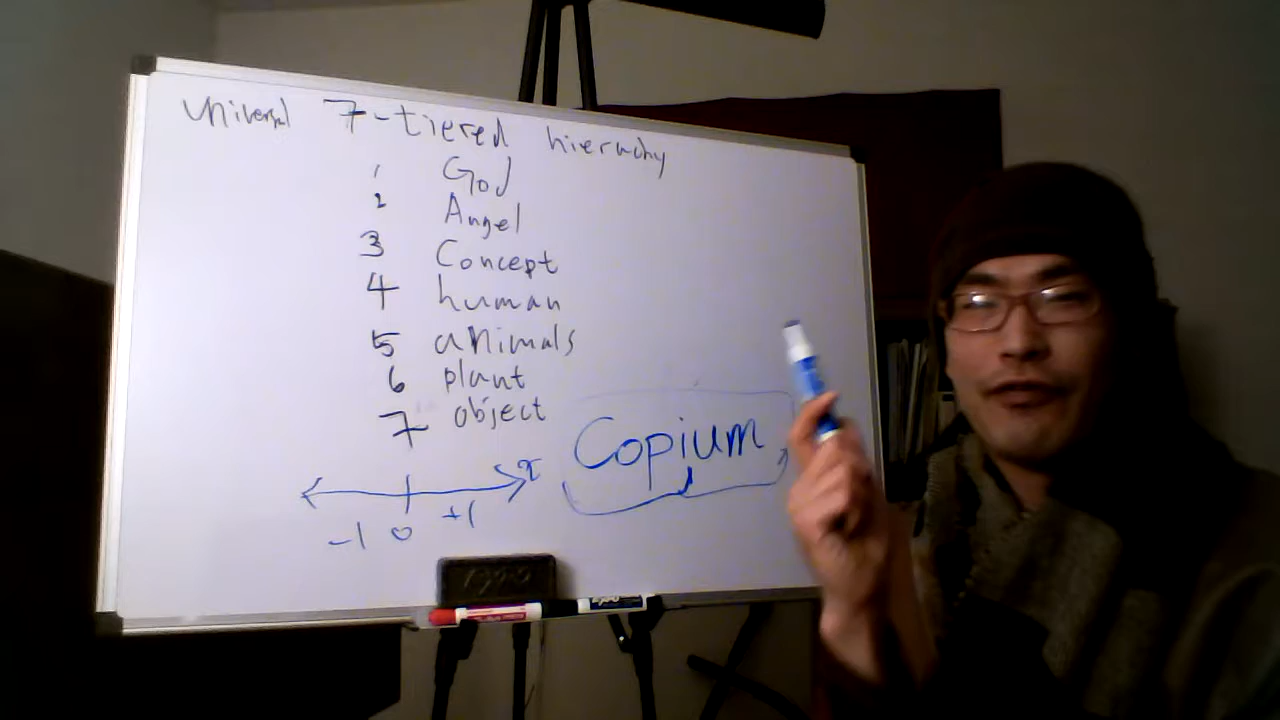 universal 7-tiered hierachy
1 God
2 Angel
3 Concept
4 human
5 animals
6 plant
7 object
Copium
x
-1 0 +1